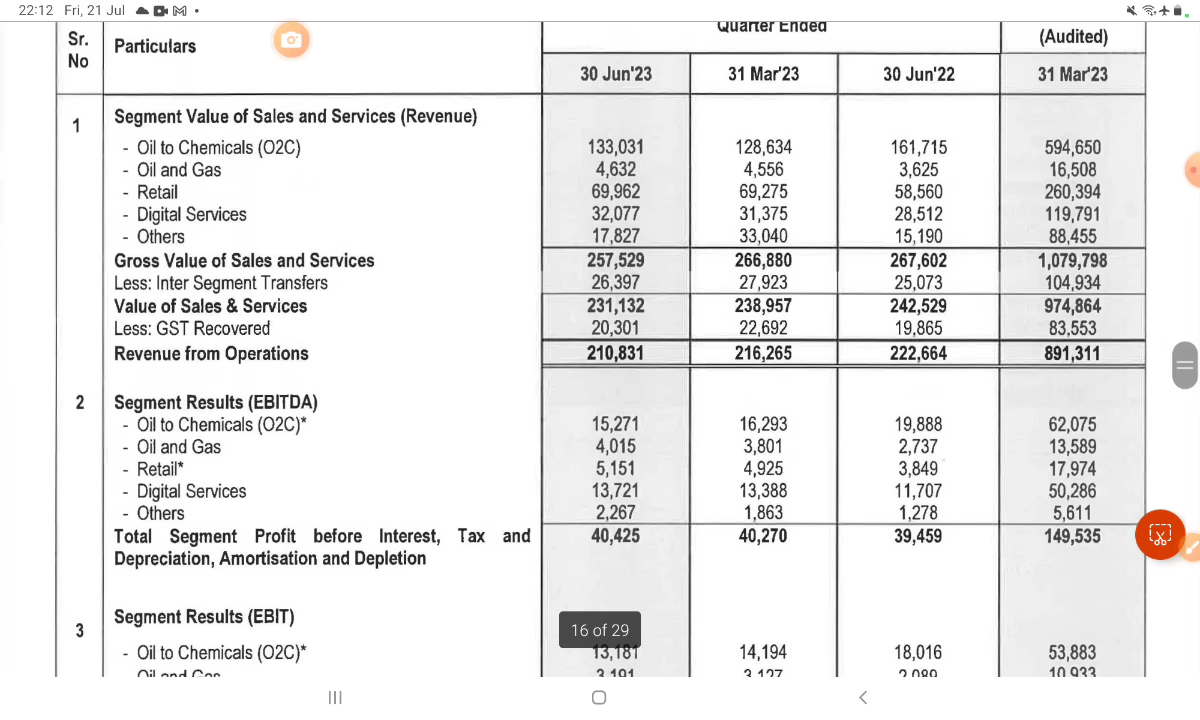 22:12 Fri, 21 Jul
Quarter Ended
Sr. No
Particulars
(Audited)
30 Jun'23 31 Mar'23 30 Jun'22 31 Mar'23
1 Segment Value of Sales and Services (Revenue)
- Oil to Chemicals (O2C) 133,031 128,634 161,715 594,650
- Oil and Gas 4,632 4,556 3,625 16,508
- Retail 69,962 69,275 58,560 260,394
- Digital Services 32,077 31,375 28,512 119,791
- Others 17,827 33,040 15,190 88,455
Gross Value of Sales and Services 257,529 266,880 267,602 1,079,798
Less: Inter Segment Transfers 26,397 27,923 25,073 104,934
Value of Sales & Services 231,132 238,957 242,529 974,864
Less: GST Recovered 20,301 22,692 19,865 83,553
Revenue from Operations 210,831 216,265 222,664 891,311
2 Segment Results (EBITDA)
- Oil to Chemicals (O2C)* 15,271 16,293 19,888 62,075
- Oil and Gas 4,015 3,801 2,737 13,589
- Retail* 5,151 4,925 3,849 17,974
- Digital Services 13,721 13,388 11,707 50,286
- Others 2,267 1,863 1,278 5,611
Total Segment Profit before Interest, Tax and 40,425 40,270 39,459 149,535
Depreciation, Amortisation and Depletion
3 Segment Results (EBIT)
16 of 29
- Oil to Chemicals (O2C)* 13,181 14,194 18,016 53,883
Oil and Gas 3,191 3,127 2,089 10,933